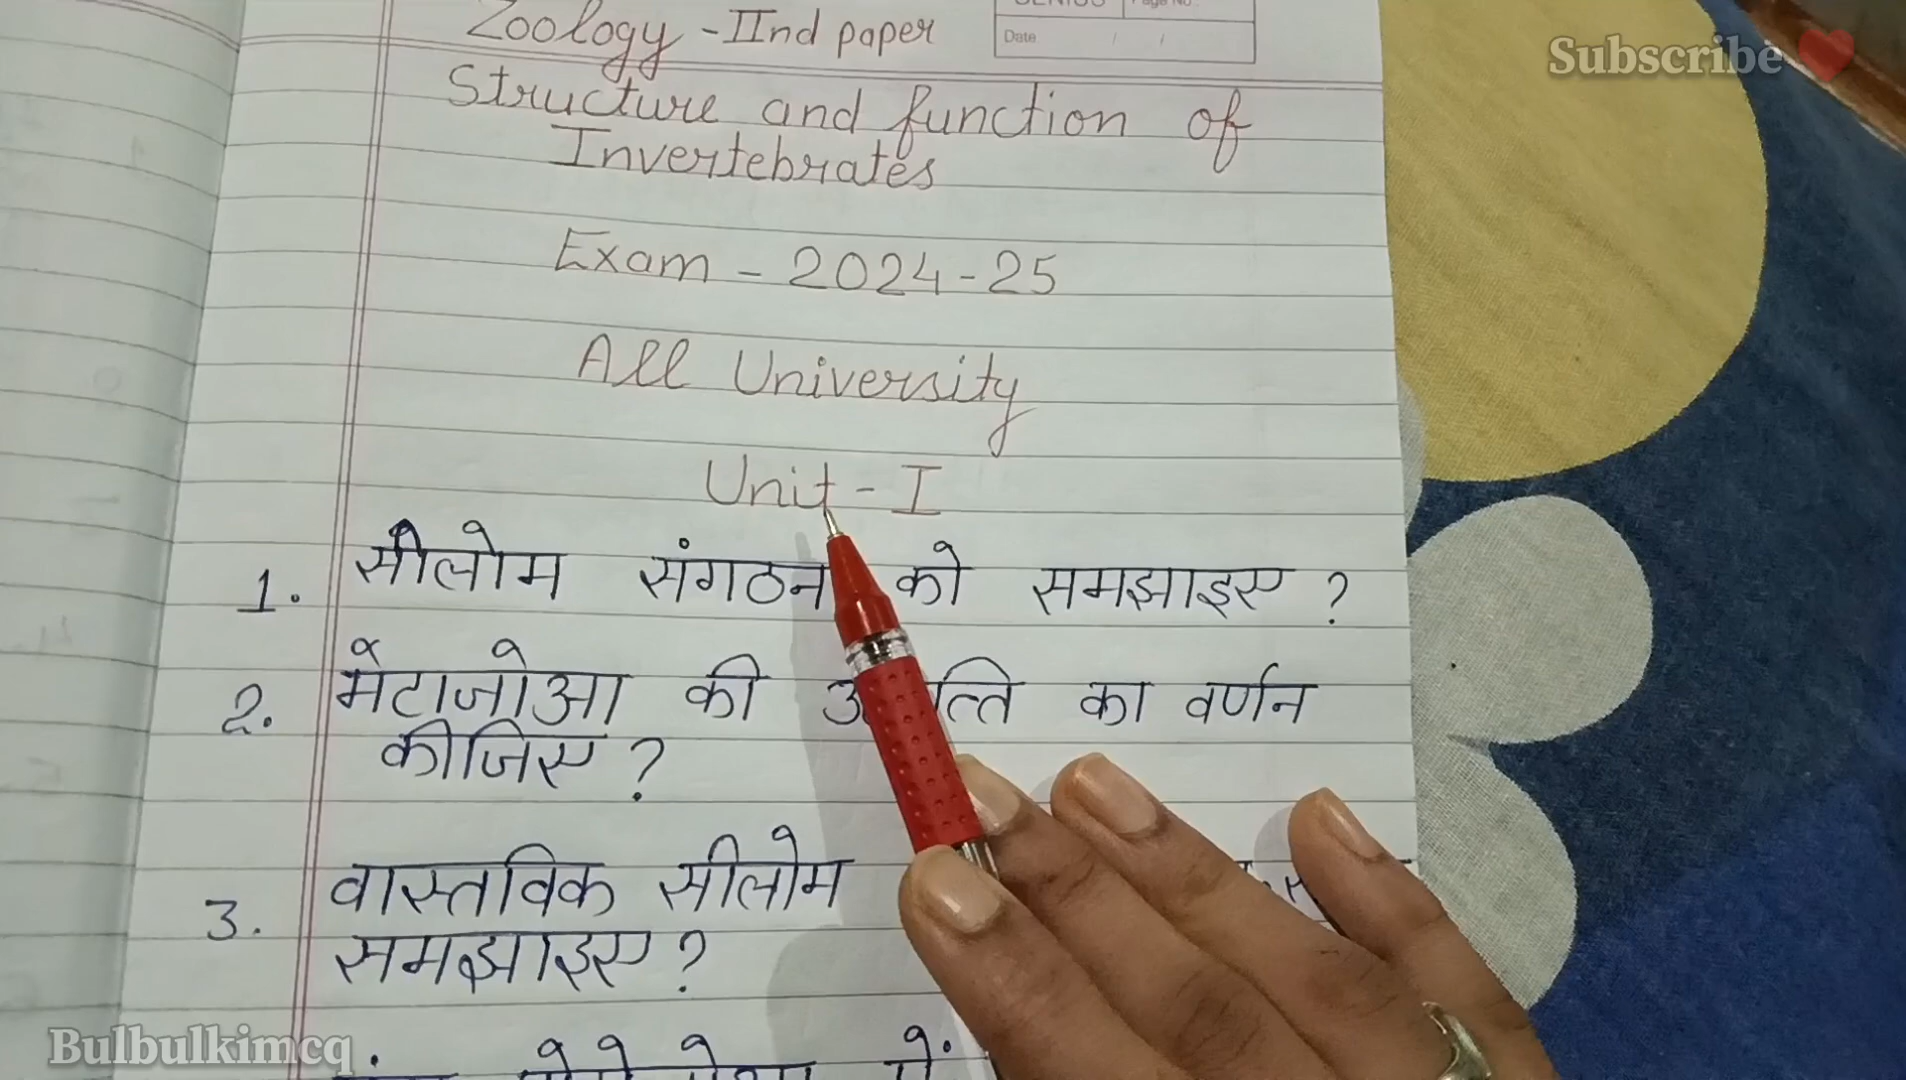 Zoology - IInd paper
Date / /
Subscribe
Structure and function of
Invertebrates
Exam - 2024-25
All University
Unit - I
1. सीलोम संगठन को समझाइए ?
2. मेटाजोआ की का वर्णन
कीजिए ?
3. वास्तविक सीलोम
समझाइए ?
Bulbulkimcq